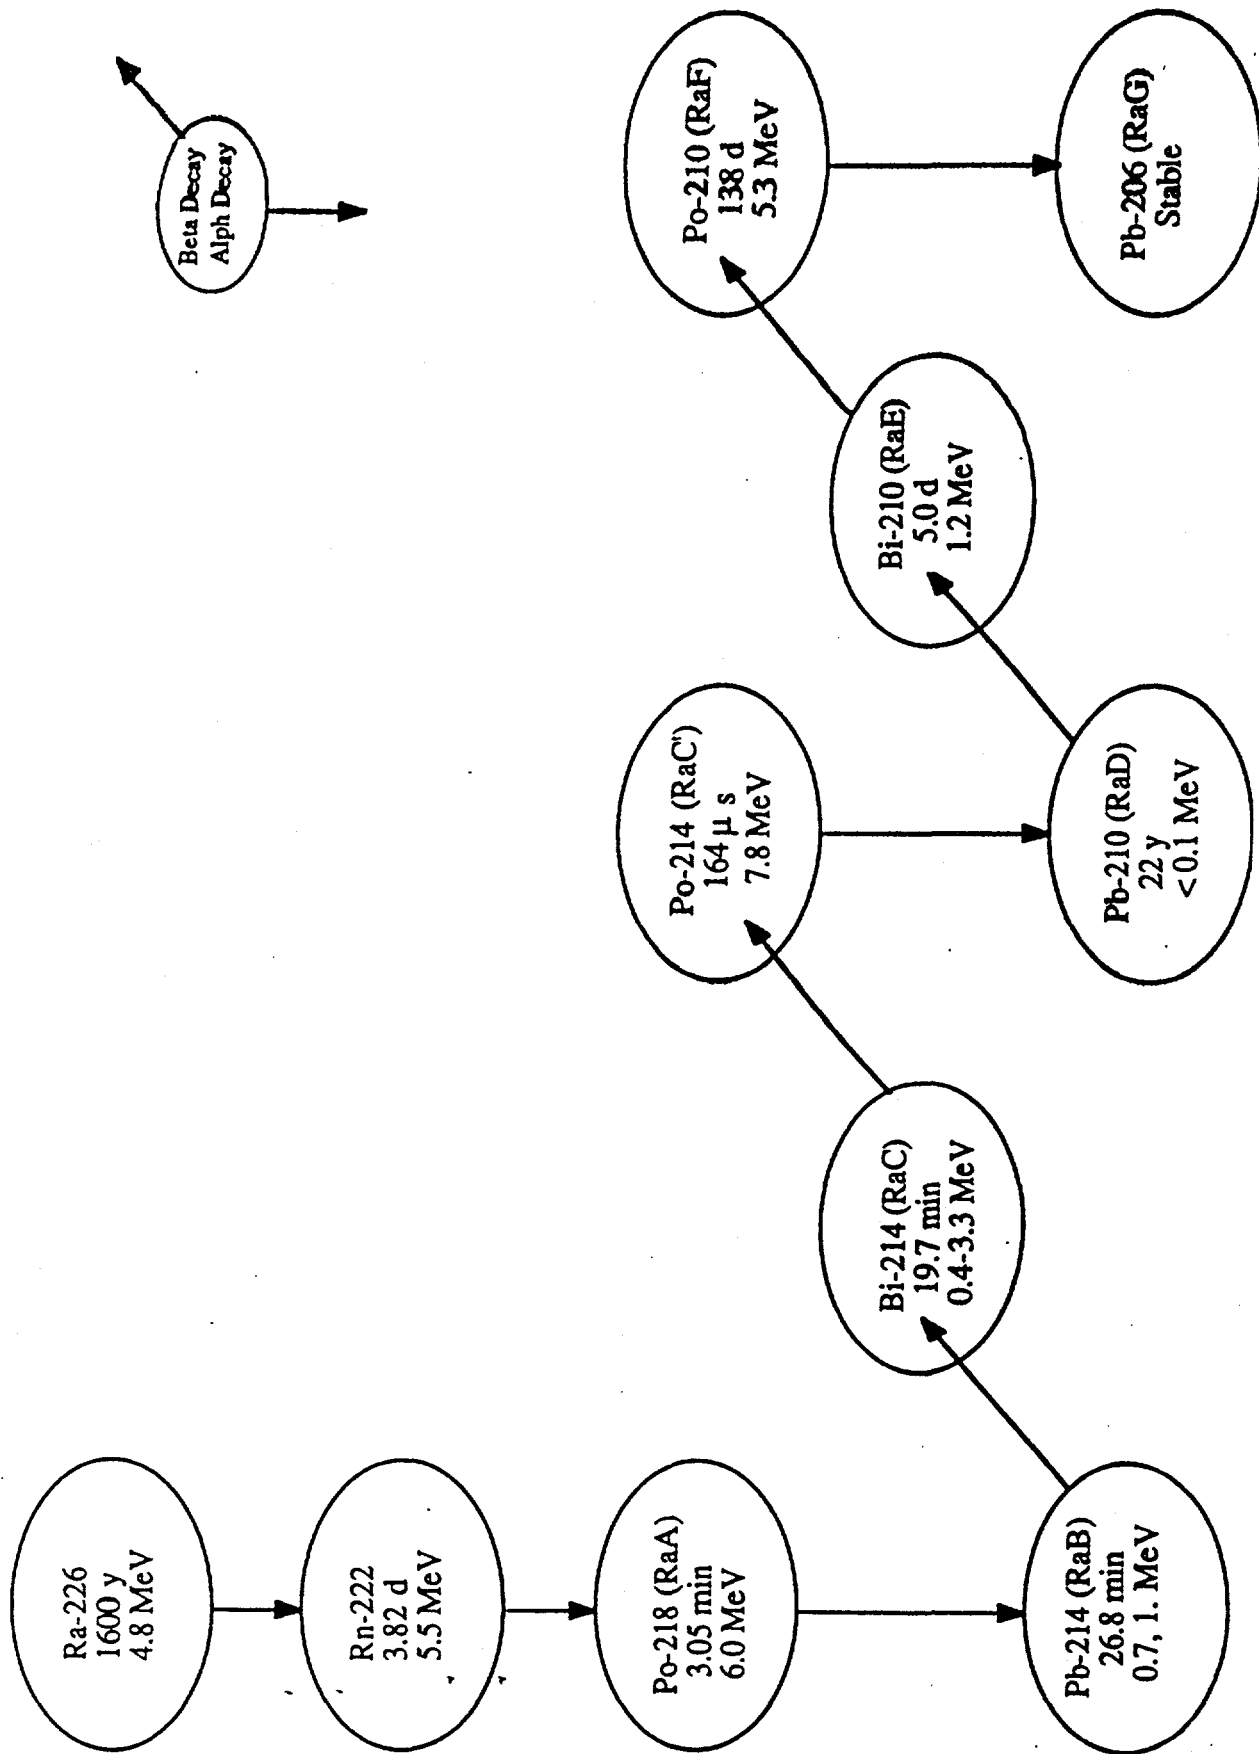 Ra-226
1600 y
4.8 MeV
Rn-222
3.82 d
5.5 MeV
Po-218 (RaA)
3.05 min
6.0 MeV
Pb-214 (RaB)
26.8 min
0.7, 1. MeV
Bi-214 (RaC)
19.7 min
0.4-3.3 MeV
Po-214 (RaC')
164 μ s
7.8 MeV
Pb-210 (RaD)
22 y
<0.1 MeV
Bi-210 (RaE)
5.0 d
1.2 MeV
Po-210 (RaF)
138 d
5.3 MeV
Pb-206 (RaG)
Stable
Beta Decay
Alph Decay